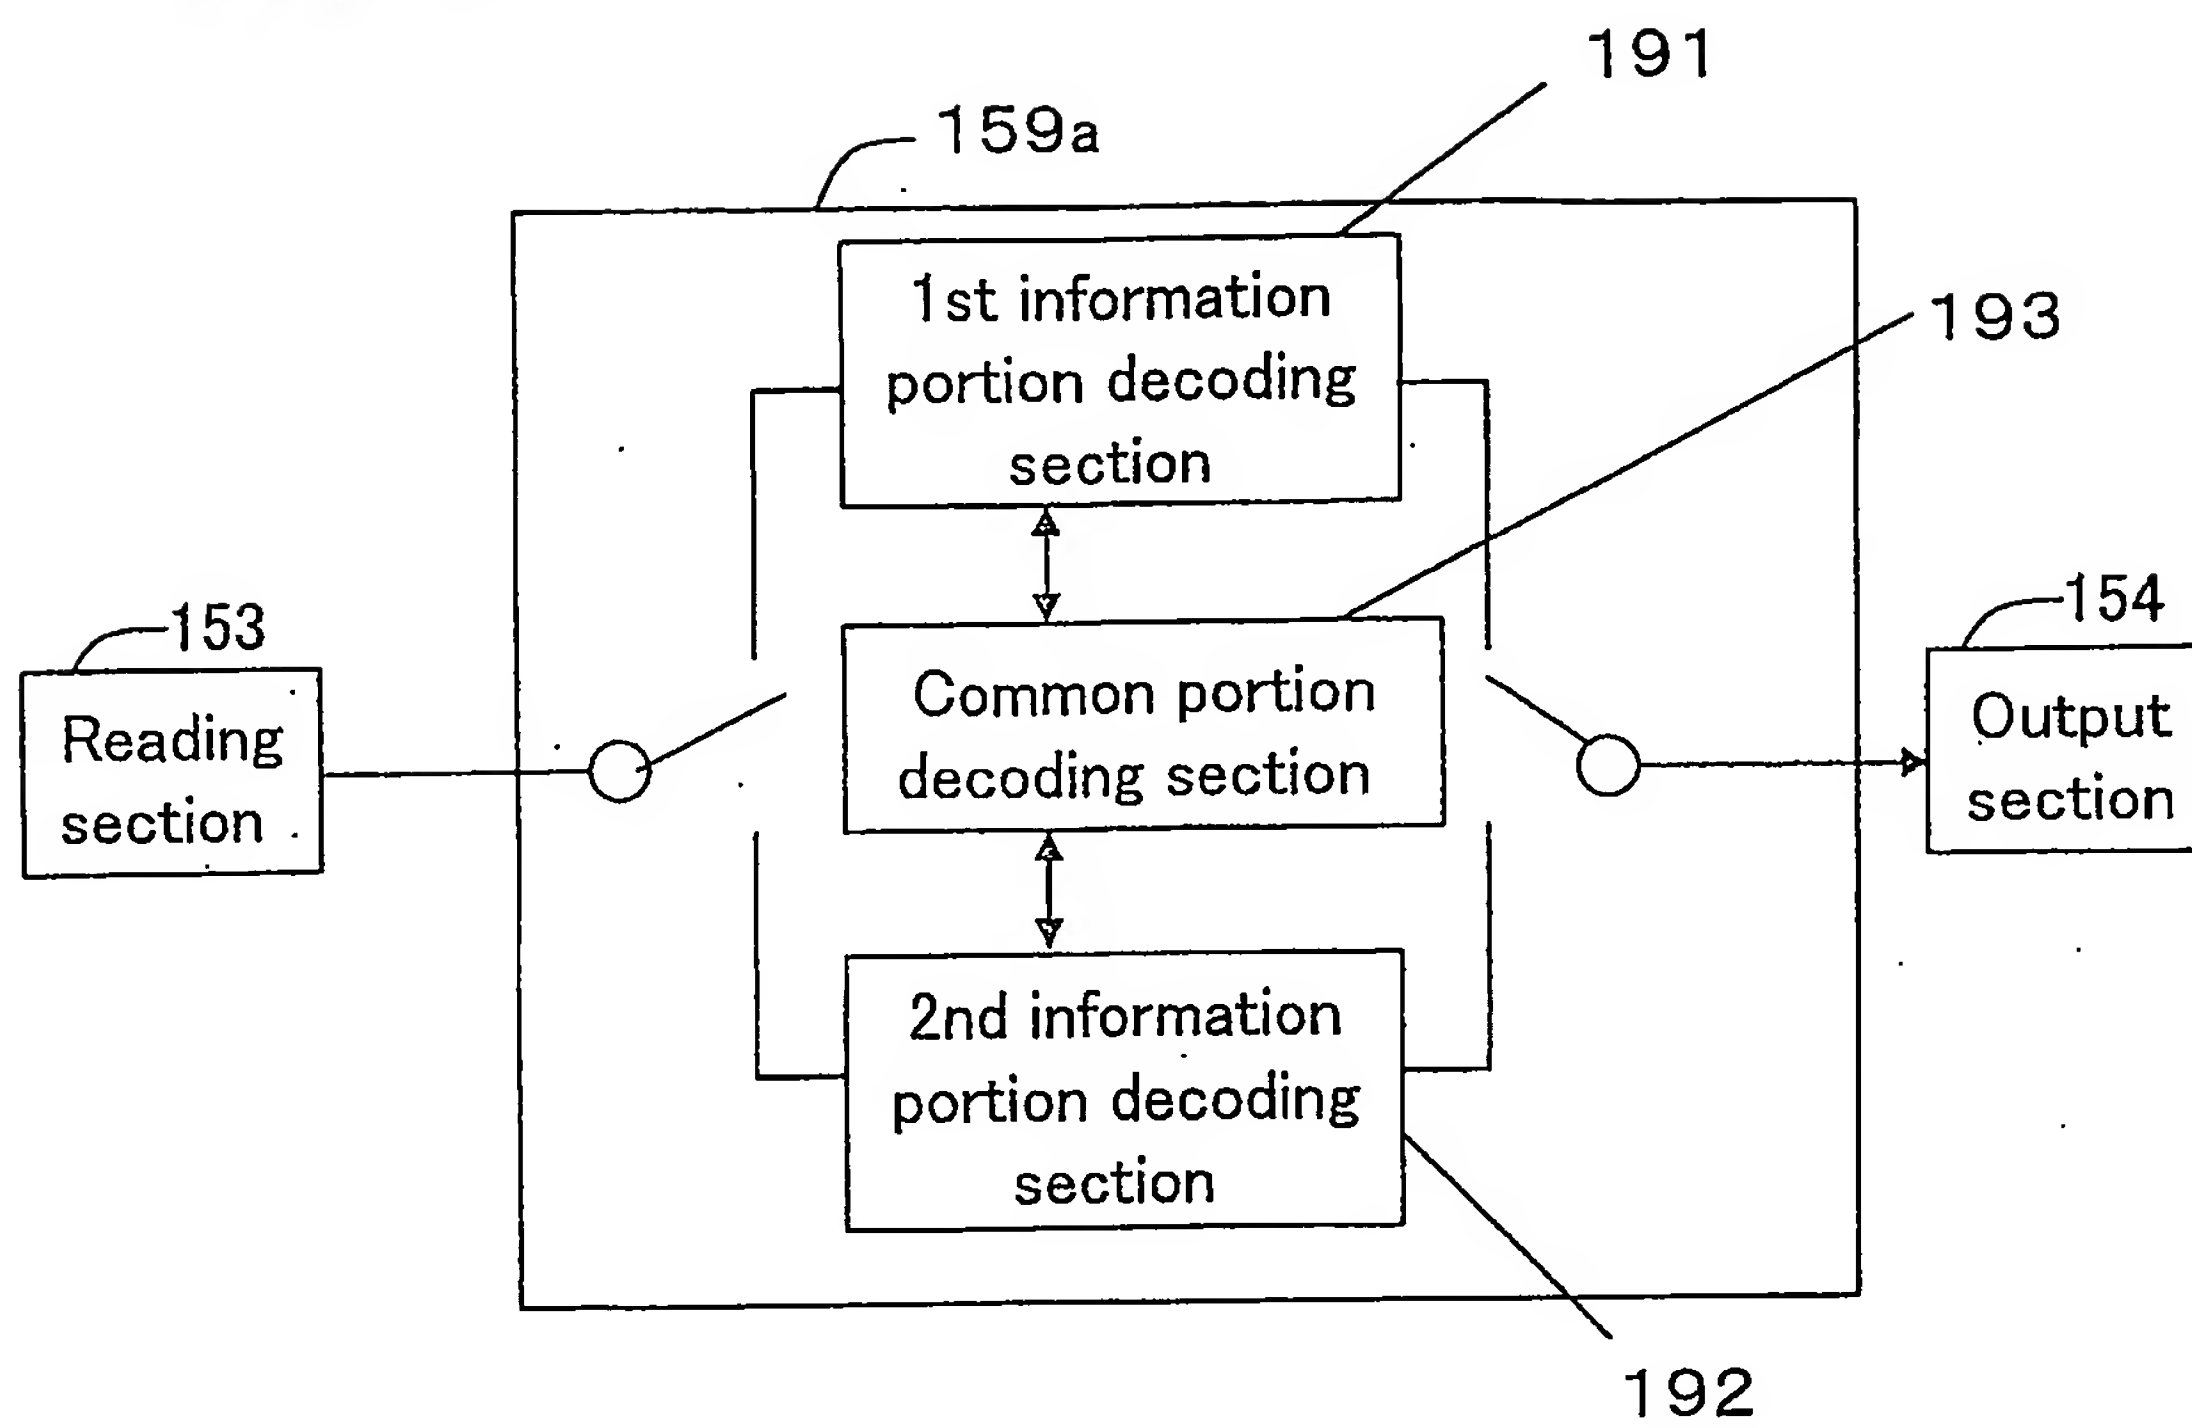 191
159a
1st information
portion decoding
section
193
153
Reading
section
Common portion
decoding section
154
Output
section
2nd information
portion decoding
section
192